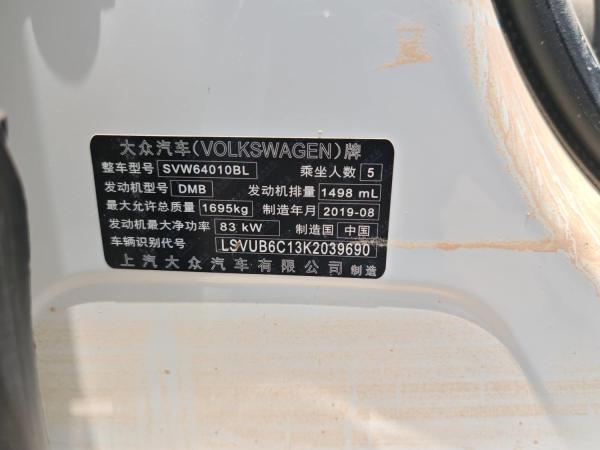 大众汽车(VOLKSWAGEN)牌
整车型号 SVW64010BL 乘坐人数 5
发动机型号 DMB 发动机排量 1498 mL
最大允许总质量 1695kg 制造年月 2019-08
发动机最大净功率 83 kW 制造国 中国
车辆识别代号 LSVUB6C13K2039690
上汽大众汽车有限公司制造